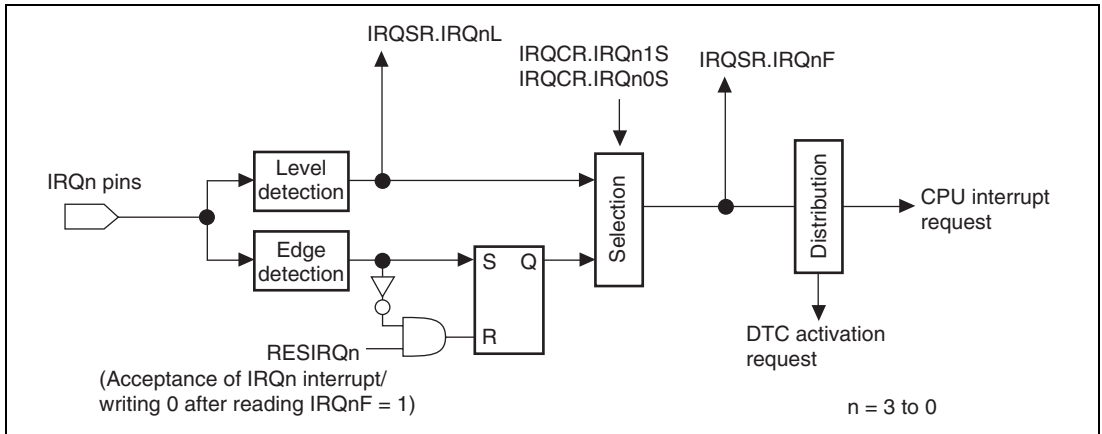 IRQSR.IRQnL
IRQCR.IRQn1S
IRQCR.IRQn0S
IRQSR.IRQnF
IRQn pins
Level
detection
Edge
detection
S Q
R
Selection
Distribution
CPU interrupt
request
DTC activation
request
RESIRQn
(Acceptance of IRQn interrupt/
writing 0 after reading IRQnF = 1)
n = 3 to 0